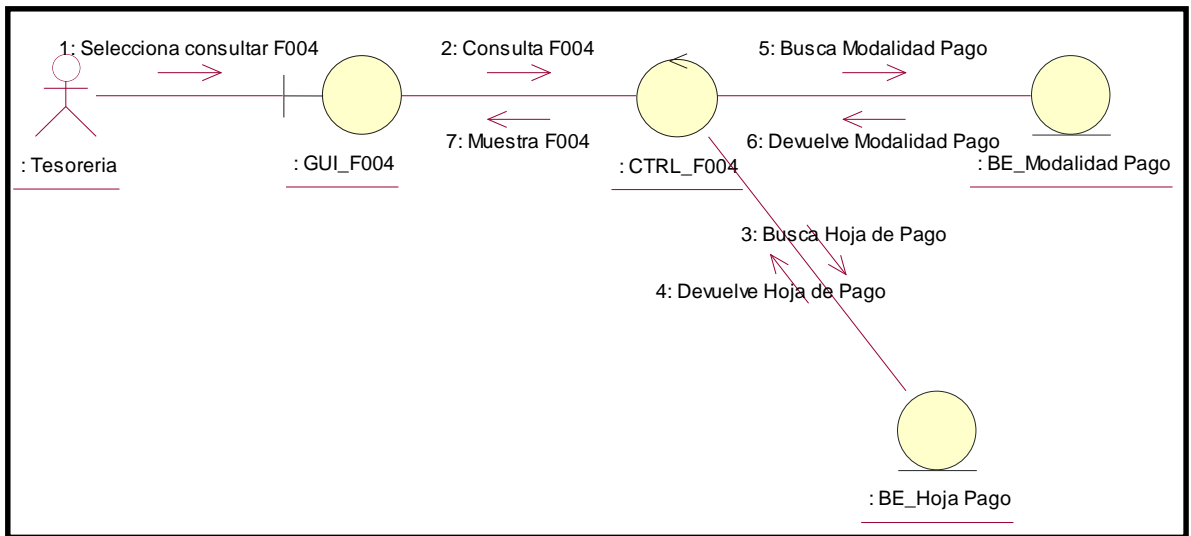 1: Selecciona consultar F004
2: Consulta F004
5: Busca Modalidad Pago
7: Muestra F004
6: Devuelve Modalidad Pago
: Tesoreria
: GUI_F004
: CTRL_F004
: BE_Modalidad Pago
3: Busca Hoja de Pago
4: Devuelve Hoja de Pago
: BE_Hoja Pago